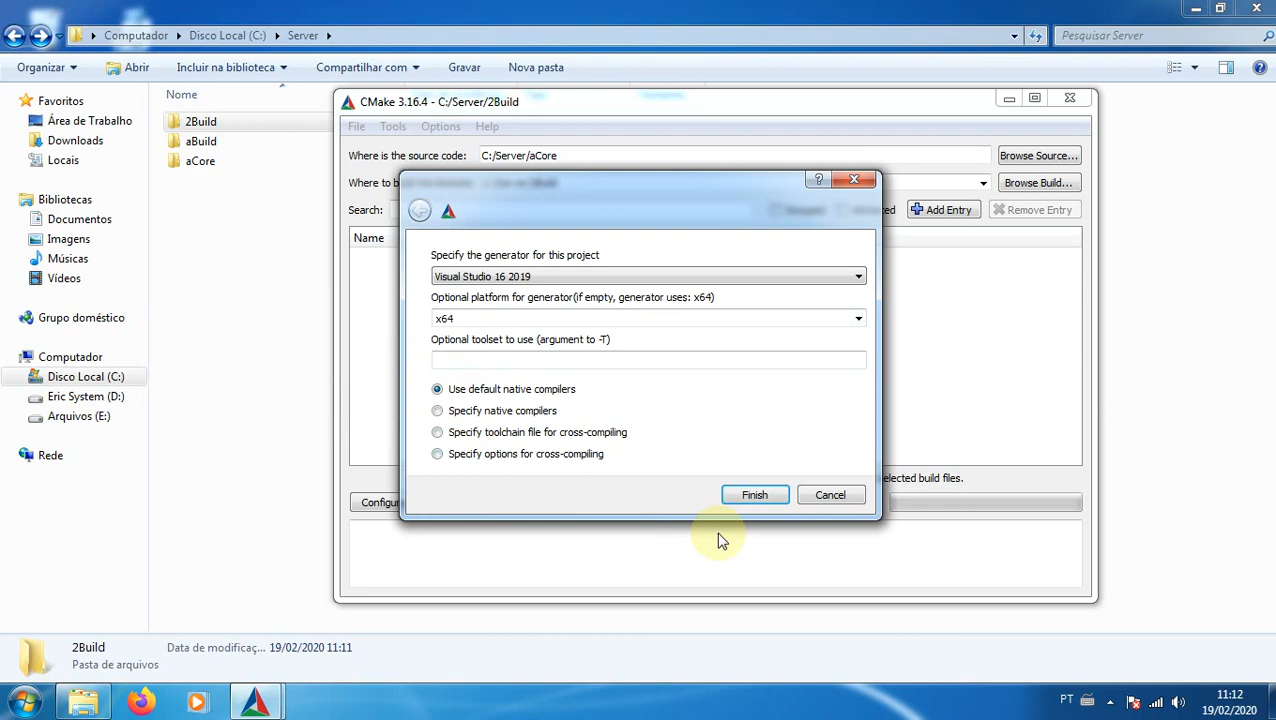 Computador
Disco Local (C:)
Server
Pesquisar Server
Organizar
Abrir
Incluir na biblioteca
Compartilhar com
Gravar
Nova pasta
Favoritos
Área de Trabalho
Downloads
Locais
Bibliotecas
Documentos
Imagens
Músicas
Vídeos
Grupo doméstico
Computador
Disco Local (C:)
Eric System (D:)
Arquivos (E:)
Rede
Nome
2Build
aBuild
aCore
CMake 3.16.4 - C:/Server/2Build
File Tools Options Help
Where is the source code: C:/Server/aCore Browse Source...
Where to b Browse Build...
Search: Add Entry Remove Entry
Name
Specify the generator for this project
Visual Studio 16 2019
Optional platform for generator(if empty, generator uses: x64)
x64
Optional toolset to use (argument to -T)
Use default native compilers
Specify native compilers
Specify toolchain file for cross-compiling
Specify options for cross-compiling
Finish Cancel
elected build files.
Configur
2Build Data de modificaç... 19/02/2020 11:11
Pasta de arquivos
PT
11:12
19/02/2020